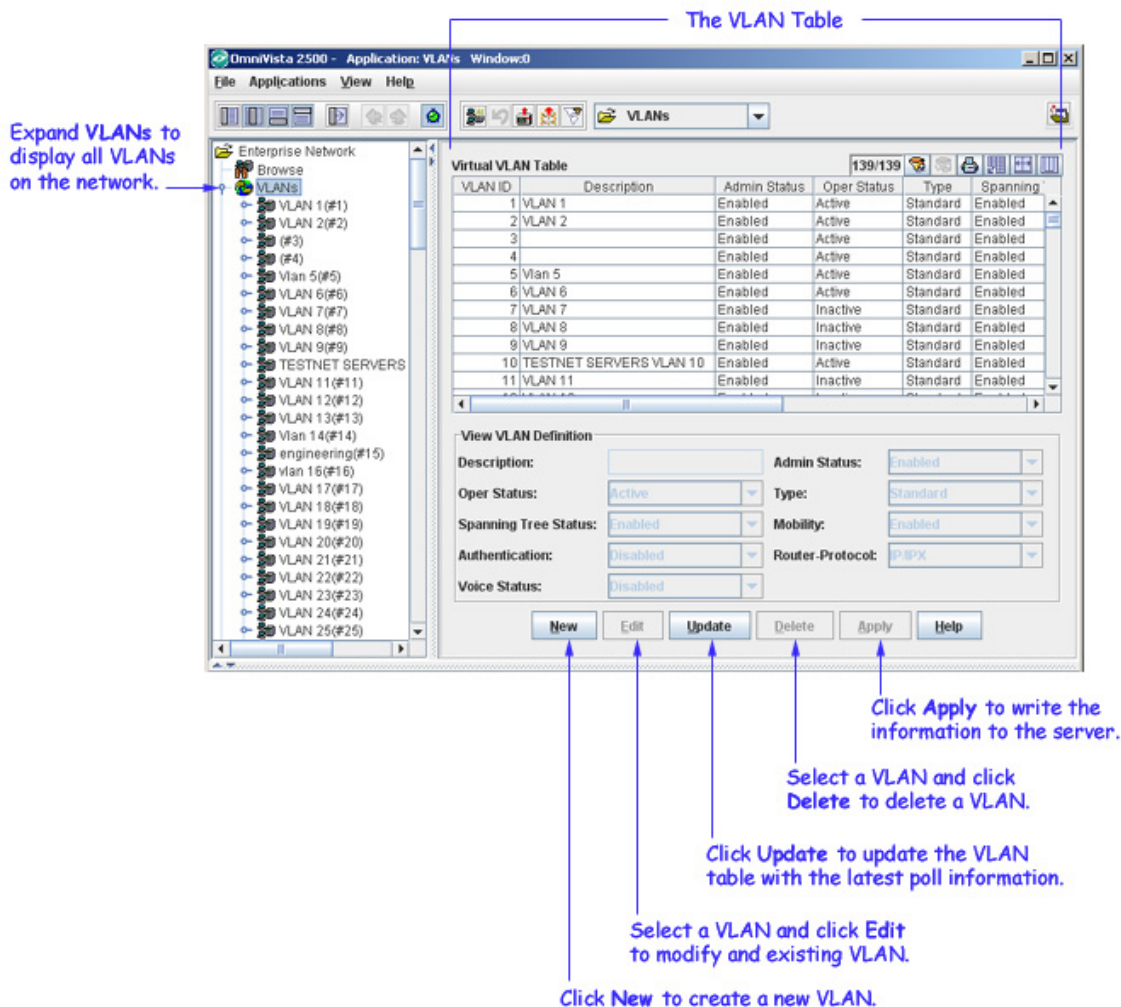 The VLAN Table
OmniVista 2500 - Application: VLANs Window:0
File Applications View Help
VLANs
Expand VLANs to
display all VLANs
on the network.
Enterprise Network
Browse
VLANs
VLAN 1(#1)
VLAN 2(#2)
(#3)
(#4)
Vlan 5(#5)
VLAN 6(#6)
VLAN 7(#7)
VLAN 8(#8)
VLAN 9(#9)
TESTNET SERVERS
VLAN 11(#11)
VLAN 12(#12)
VLAN 13(#13)
Vlan 14(#14)
engineering(#15)
vlan 16(#16)
VLAN 17(#17)
VLAN 18(#18)
VLAN 19(#19)
VLAN 20(#20)
VLAN 21(#21)
VLAN 22(#22)
VLAN 23(#23)
VLAN 24(#24)
VLAN 25(#25)
Virtual VLAN Table 139/139
VLAN ID Description Admin Status Oper Status Type Spanning
1 VLAN 1 Enabled Active Standard Enabled
2 VLAN 2 Enabled Active Standard Enabled
3 Enabled Active Standard Enabled
4 Enabled Active Standard Enabled
5 Vlan 5 Enabled Active Standard Enabled
6 VLAN 6 Enabled Active Standard Enabled
7 VLAN 7 Enabled Inactive Standard Enabled
8 VLAN 8 Enabled Inactive Standard Enabled
9 VLAN 9 Enabled Inactive Standard Enabled
10 TESTNET SERVERS VLAN 10 Enabled Active Standard Enabled
11 VLAN 11 Enabled Inactive Standard Enabled
View VLAN Definition
Description: Admin Status: Enabled
Oper Status: Active Type: Standard
Spanning Tree Status: Enabled Mobility: Enabled
Authentication: Disabled Router-Protocol: IP/IPX
Voice Status: Disabled
New Edit Update Delete Apply Help
Click Apply to write the
information to the server.
Select a VLAN and click
Delete to delete a VLAN.
Click Update to update the VLAN
table with the latest poll information.
Select a VLAN and click Edit
to modify and existing VLAN.
Click New to create a new VLAN.